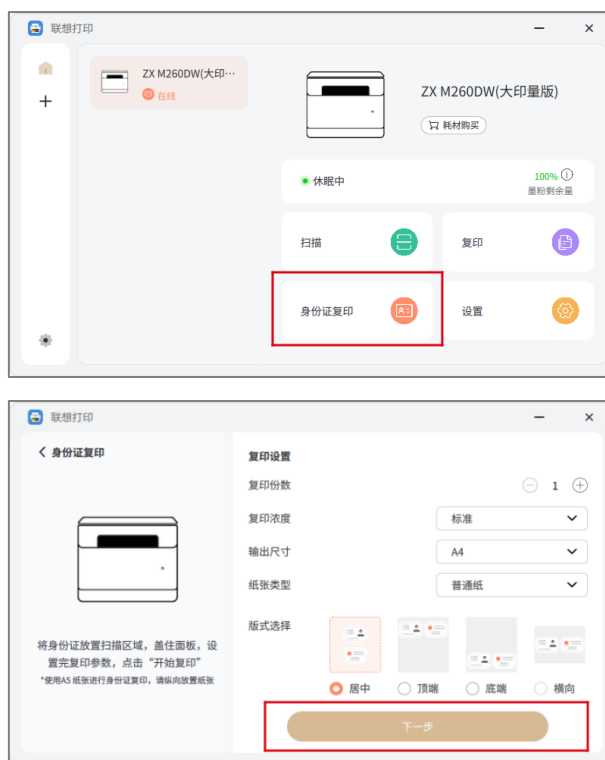 联想打印
ZX M260DW(大印…
在线
ZX M260DW(大印量版)
耗材购买
休眠中
100%
墨粉剩余量
扫描
复印
身份证复印
设置
联想打印
身份证复印
将身份证放置扫描区域，盖住面板，设
置完复印参数，点击“开始复印”
*使用A5 纸张进行身份证复印，请纵向放置纸张
复印设置
复印份数
1
复印浓度
标准
输出尺寸
A4
纸张类型
普通纸
版式选择
居中
顶端
底端
横向
下一步